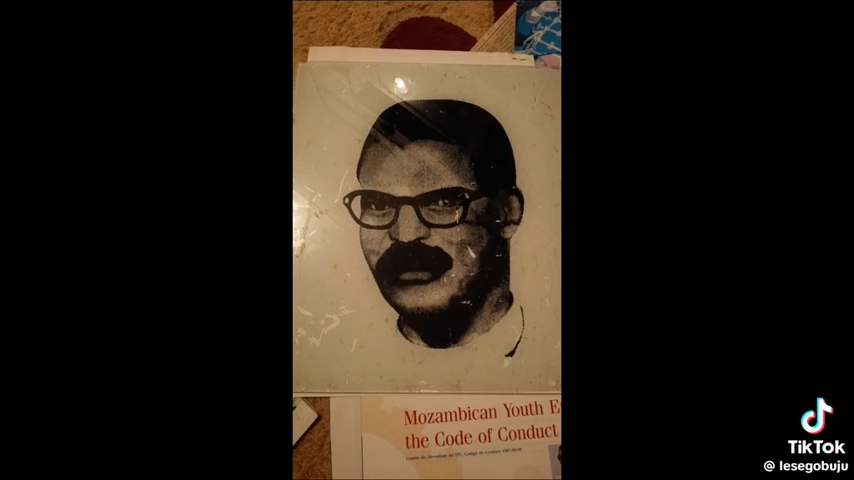 Mozambican Youth E
the Code of Conduct
TikTok
@ lesegobuju